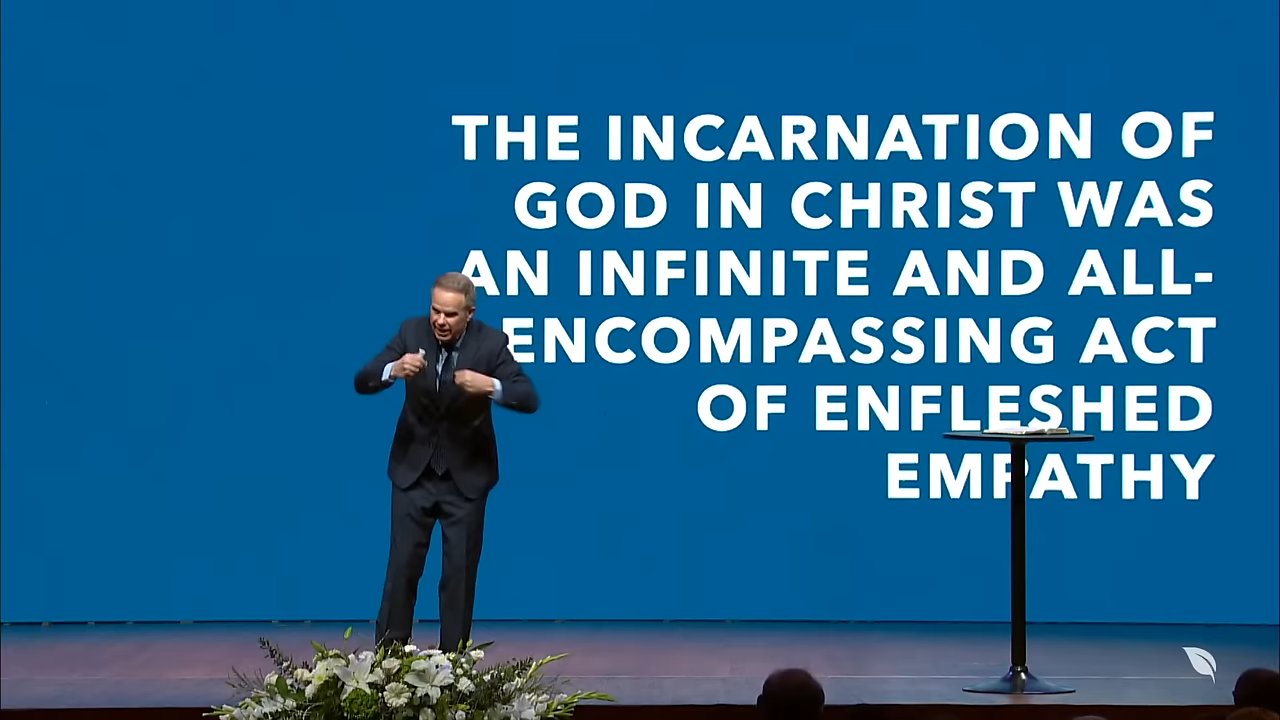 THE INCARNATION OF
GOD IN CHRIST WAS
AN INFINITE AND ALL-
ENCOMPASSING ACT
OF ENFLESHED
EMPATHY